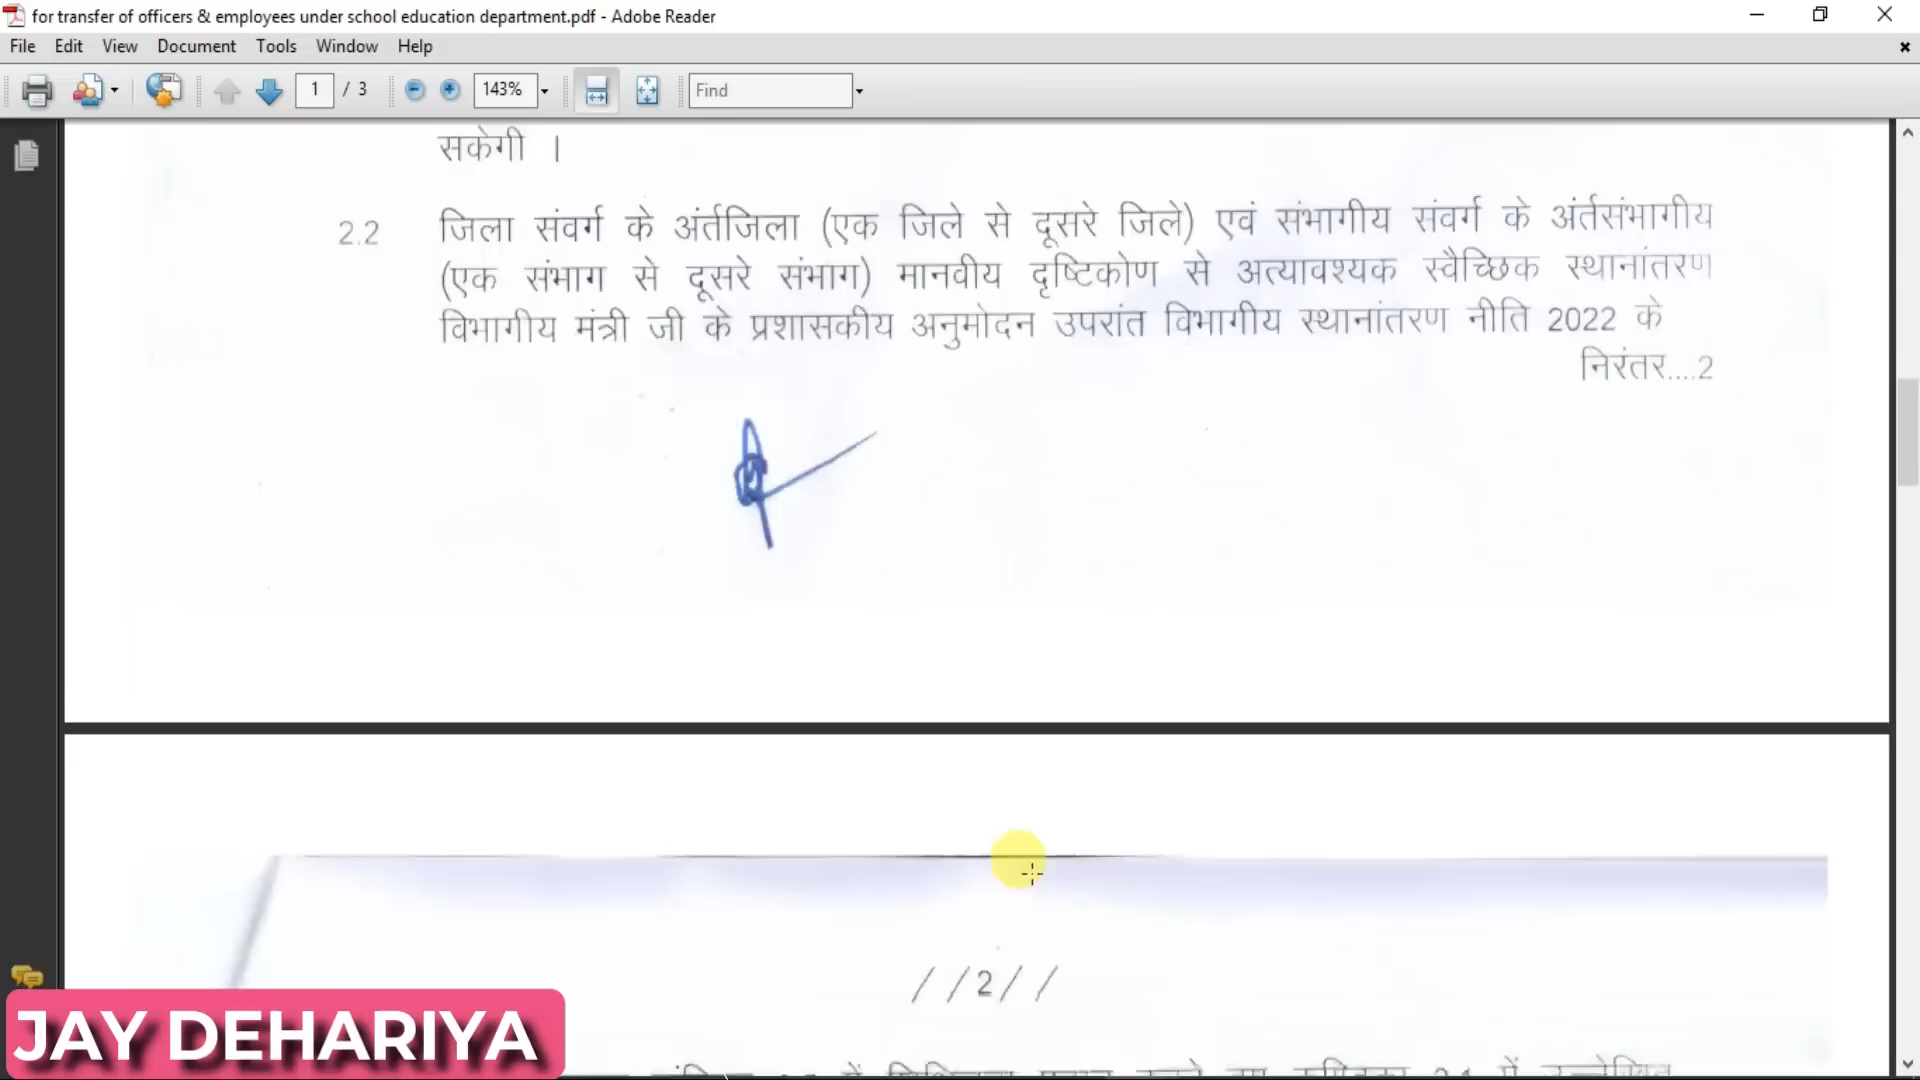 for transfer of officers & employees under school education department.pdf - Adobe Reader
File Edit View Document Tools Window Help
1 / 3 143% Find
सकेगी ।
2.2 जिला संवर्ग के अंर्तजिला (एक जिले से दूसरे जिले) एवं संभागीय संवर्ग के अंर्तसंभागीय
(एक संभाग से दूसरे संभाग) मानवीय दृष्टिकोण से अत्यावश्यक स्वैच्छिक स्थानांतरण
विभागीय मंत्री जी के प्रशासकीय अनुमोदन उपरांत विभागीय स्थानांतरण नीति 2022 के
निरंतर....2
//2//
JAY DEHARIYA